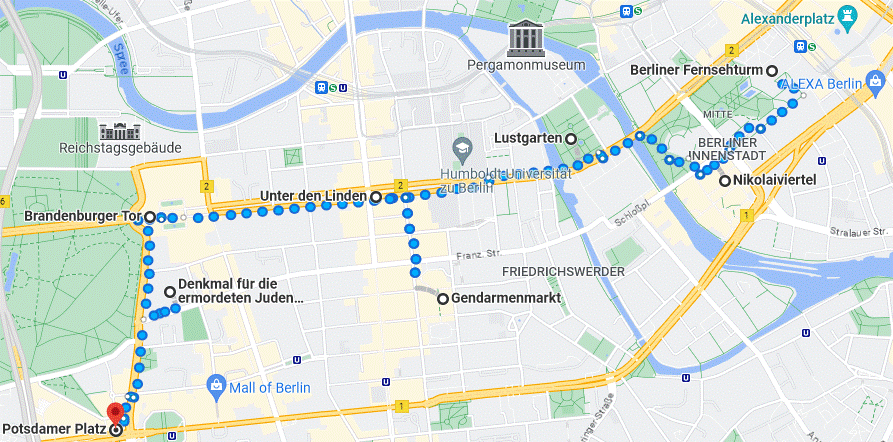 Alexanderplatz
Spree
2
Pergamonmuseum
Berliner Fernsehturm
ALEXA Berlin
MITTE
Reichstagsgebäude
Lustgarten
BERLINER
INNENSTADT
Humboldt-Universität
zu Berlin
2
2
Unter den Linden
Nikolaiviertel
Brandenburger Tor
Schloßpl.
Stralauer Str.
Franz. Str.
FRIEDRICHSWERDER
Denkmal für die
ermordeten Juden...
Gendarmenmarkt
Mall of Berlin
1
Potsdamer Platz